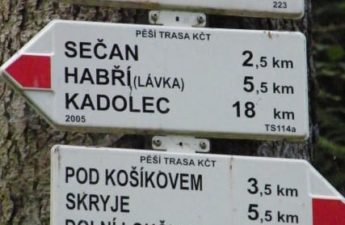 223
PĚŠÍ TRASA KČT
SEČAN 2,5 km
HABŘÍ(LÁVKA) 5,5 km
KADOLEC 18 km
2005 TS114a
PĚŠÍ TRASA KČT
POD KOŠÍKOVEM 3,5 km
SKRYJE 5,5 km
DOLNÍ